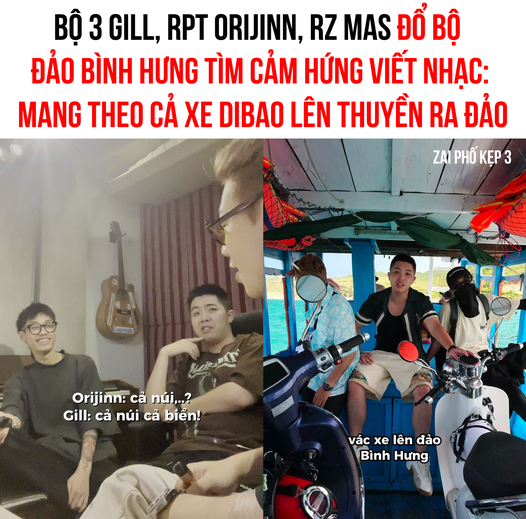 BỘ 3 GILL, RPT ORIJINN, RZ MAS ĐỔ BỘ
ĐẢO BÌNH HƯNG TÌM CẢM HỨNG VIẾT NHẠC:
MANG THEO CẢ XE DIBAO LÊN THUYỀN RA ĐẢO
ZAI PHỐ KẸP 3
Orijinn: cả núi,..?
Gill: cả núi cả biển!
vác xe lên đảo
Bình Hưng